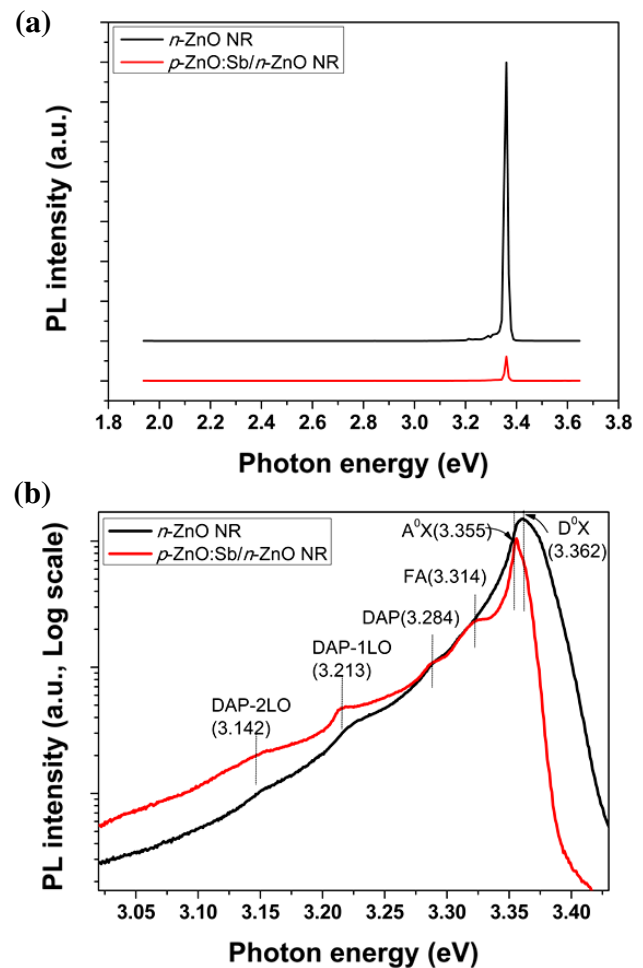 (a)
n-ZnO NR
p-ZnO:Sb/n-ZnO NR
PL intensity (a.u.)
1.8 2.0 2.2 2.4 2.6 2.8 3.0 3.2 3.4 3.6 3.8
Photon energy (eV)
(b)
n-ZnO NR
p-ZnO:Sb/n-ZnO NR
A⁰X(3.355)
D⁰X
(3.362)
FA(3.314)
DAP(3.284)
DAP-1LO
(3.213)
DAP-2LO
(3.142)
PL intensity (a.u., Log scale)
3.05 3.10 3.15 3.20 3.25 3.30 3.35 3.40
Photon energy (eV)